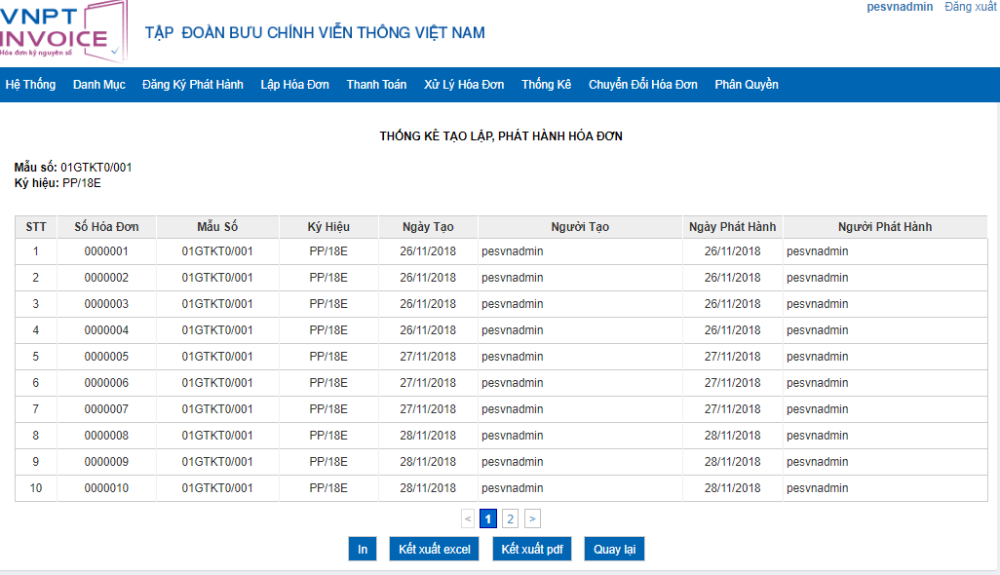 pesvnadmin Đăng xuất
VNPT
INVOICE
Hóa đơn kỷ nguyên số
TẬP ĐOÀN BƯU CHÍNH VIỄN THÔNG VIỆT NAM
Hệ Thống Danh Mục Đăng Ký Phát Hành Lập Hóa Đơn Thanh Toán Xử Lý Hóa Đơn Thống Kê Chuyển Đổi Hóa Đơn Phân Quyền
THỐNG KÊ TẠO LẬP, PHÁT HÀNH HÓA ĐƠN
Mẫu số: 01GTKT0/001
Ký hiệu: PP/18E
STT Số Hóa Đơn Mẫu Số Ký Hiệu Ngày Tạo Người Tạo Ngày Phát Hành Người Phát Hành
1 0000001 01GTKT0/001 PP/18E 26/11/2018 pesvnadmin 26/11/2018 pesvnadmin
2 0000002 01GTKT0/001 PP/18E 26/11/2018 pesvnadmin 26/11/2018 pesvnadmin
3 0000003 01GTKT0/001 PP/18E 26/11/2018 pesvnadmin 26/11/2018 pesvnadmin
4 0000004 01GTKT0/001 PP/18E 26/11/2018 pesvnadmin 26/11/2018 pesvnadmin
5 0000005 01GTKT0/001 PP/18E 27/11/2018 pesvnadmin 27/11/2018 pesvnadmin
6 0000006 01GTKT0/001 PP/18E 27/11/2018 pesvnadmin 27/11/2018 pesvnadmin
7 0000007 01GTKT0/001 PP/18E 27/11/2018 pesvnadmin 27/11/2018 pesvnadmin
8 0000008 01GTKT0/001 PP/18E 28/11/2018 pesvnadmin 28/11/2018 pesvnadmin
9 0000009 01GTKT0/001 PP/18E 28/11/2018 pesvnadmin 28/11/2018 pesvnadmin
10 0000010 01GTKT0/001 PP/18E 28/11/2018 pesvnadmin 28/11/2018 pesvnadmin
< 1 2 >
In Kết xuất excel Kết xuất pdf Quay lại